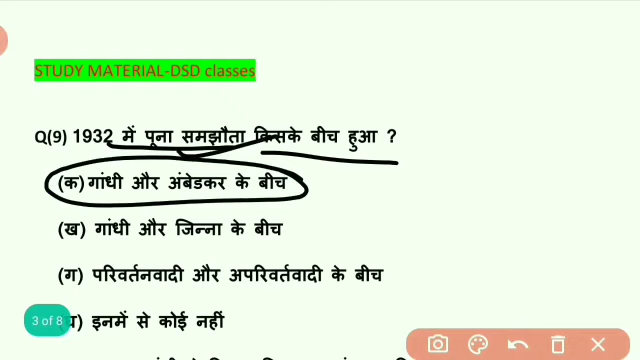 STUDY MATERIAL-DSD classes
Q(9) 1932 में पूना समझौता किसके बीच हुआ ?
(क) गांधी और अंबेडकर के बीच
(ख) गांधी और जिन्ना के बीच
(ग) परिवर्तनवादी और अपरिवर्तवादी के बीच
इनमें से कोई नहीं
3 of 8